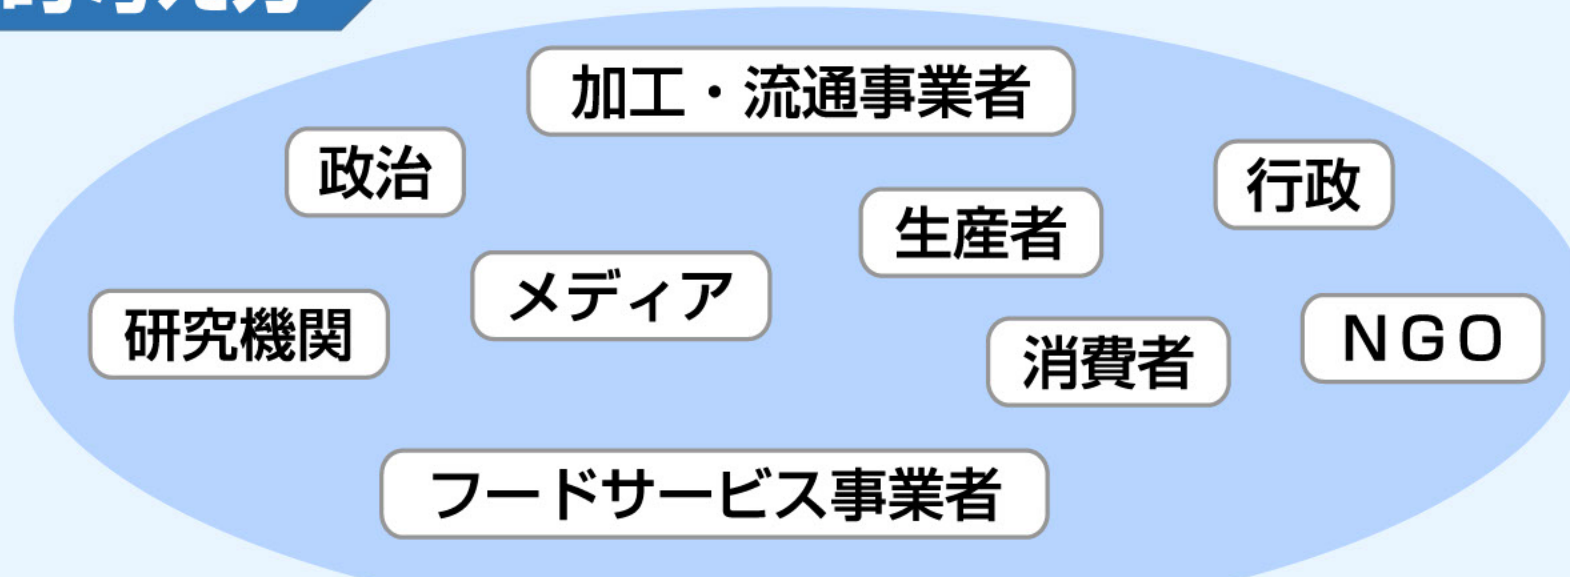 加工・流通事業者
政治
行政
生産者
メディア
研究機関
NGO
消費者
フードサービス事業者